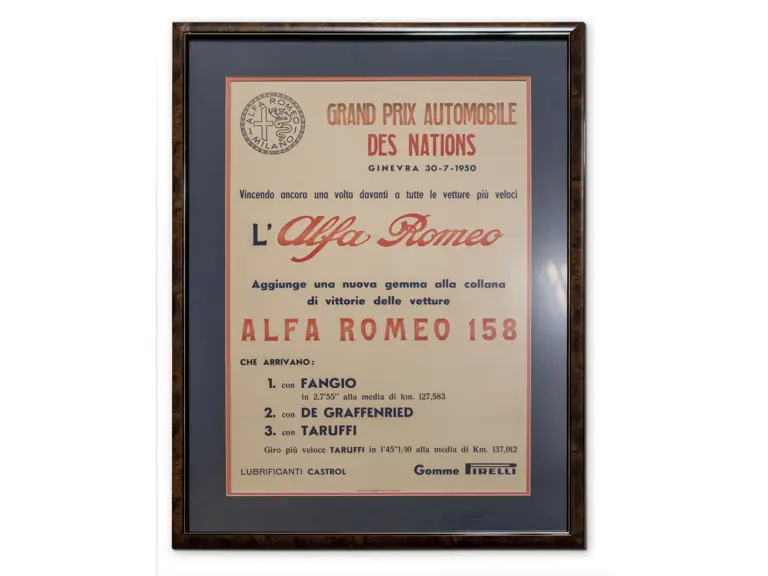 ALFA ROMEO
MILANO
GRAND PRIX AUTOMOBILE
DES NATIONS
GINEVRA 30-7-1950
Vincendo ancora una volta davanti a tutte le vetture più veloci
L' Alfa Romeo
Aggiunge una nuova gemma alla collana
di vittorie delle vetture
ALFA ROMEO 158
CHE ARRIVANO:
1. con FANGIO
in 2.7'55" alla media di km. 127,583
2. con DE GRAFFENRIED
3. con TARUFFI
Giro più veloce TARUFFI in 1'45"1/10 alla media di Km. 137,012
LUBRIFICANTI CASTROL
Gomme PIRELLI